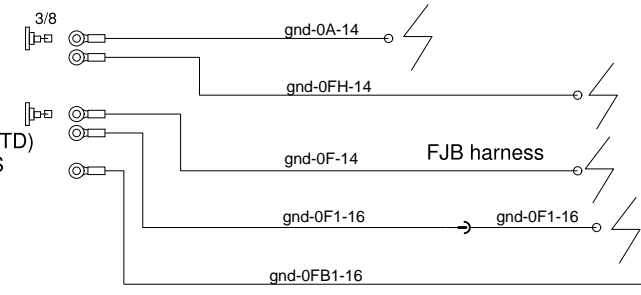 3/8
gnd-0A-14
gnd-0FH-14
TD)
S
gnd-0F-14
FJB harness
gnd-0F1-16
gnd-0F1-16
gnd-0FB1-16